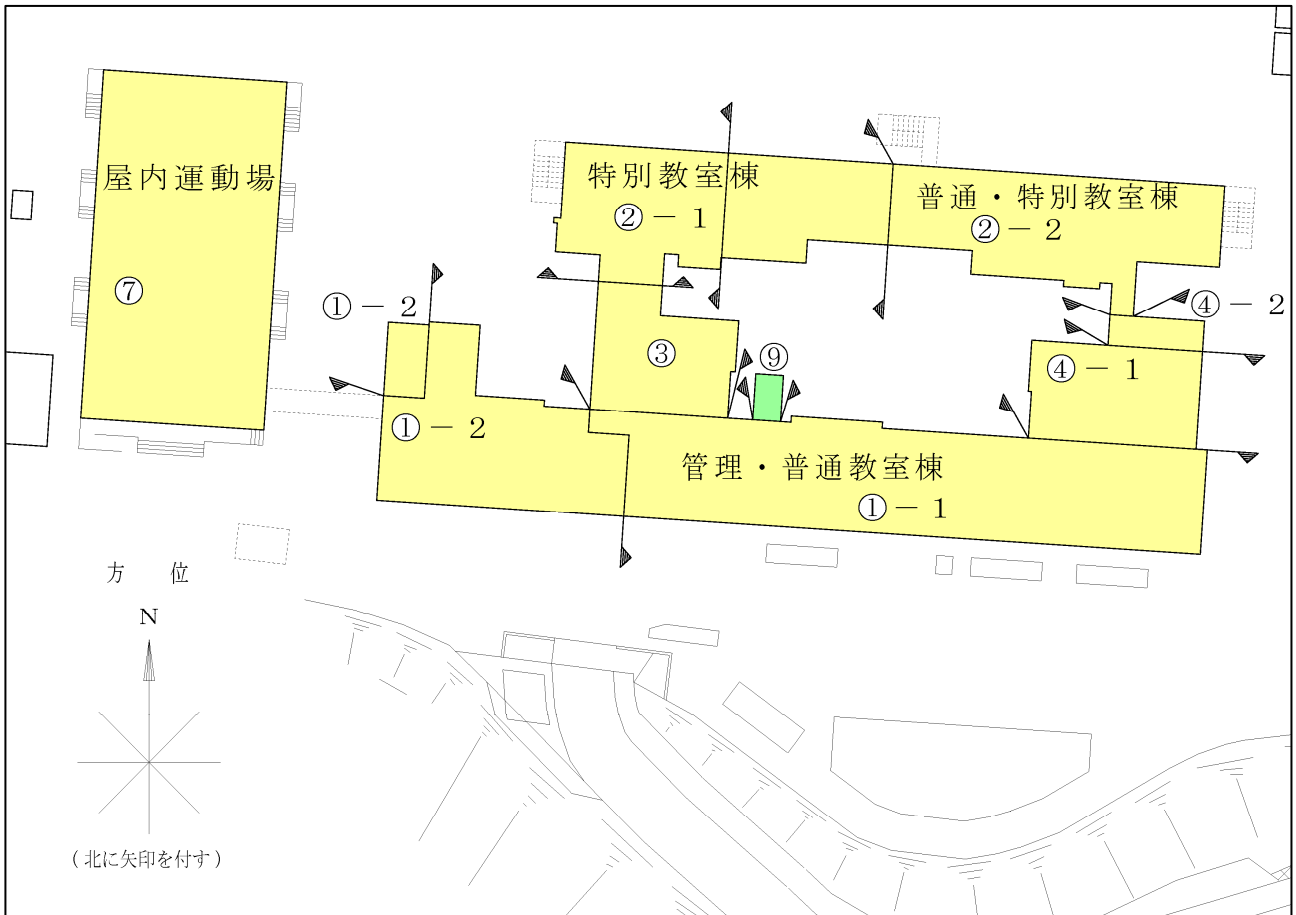 屋内運動場
⑦
特別教室棟
②－1
普通・特別教室棟
②－2
①－2
④－2
③
⑨
④－1
①－2
管理・普通教室棟
①－1
方　位
N
(北に矢印を付す)